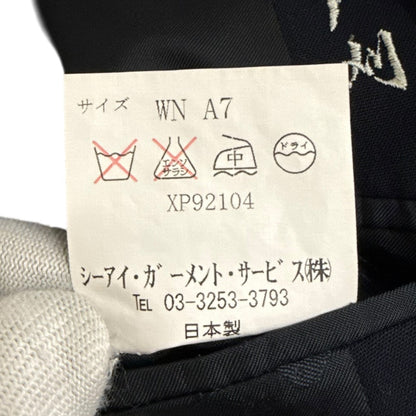 サイズ WN A7
エンソ サラシ 中 ドライ
XP92104
シーアイ・ガーメント・サービス㈱
TEL 03-3253-3793
日本製